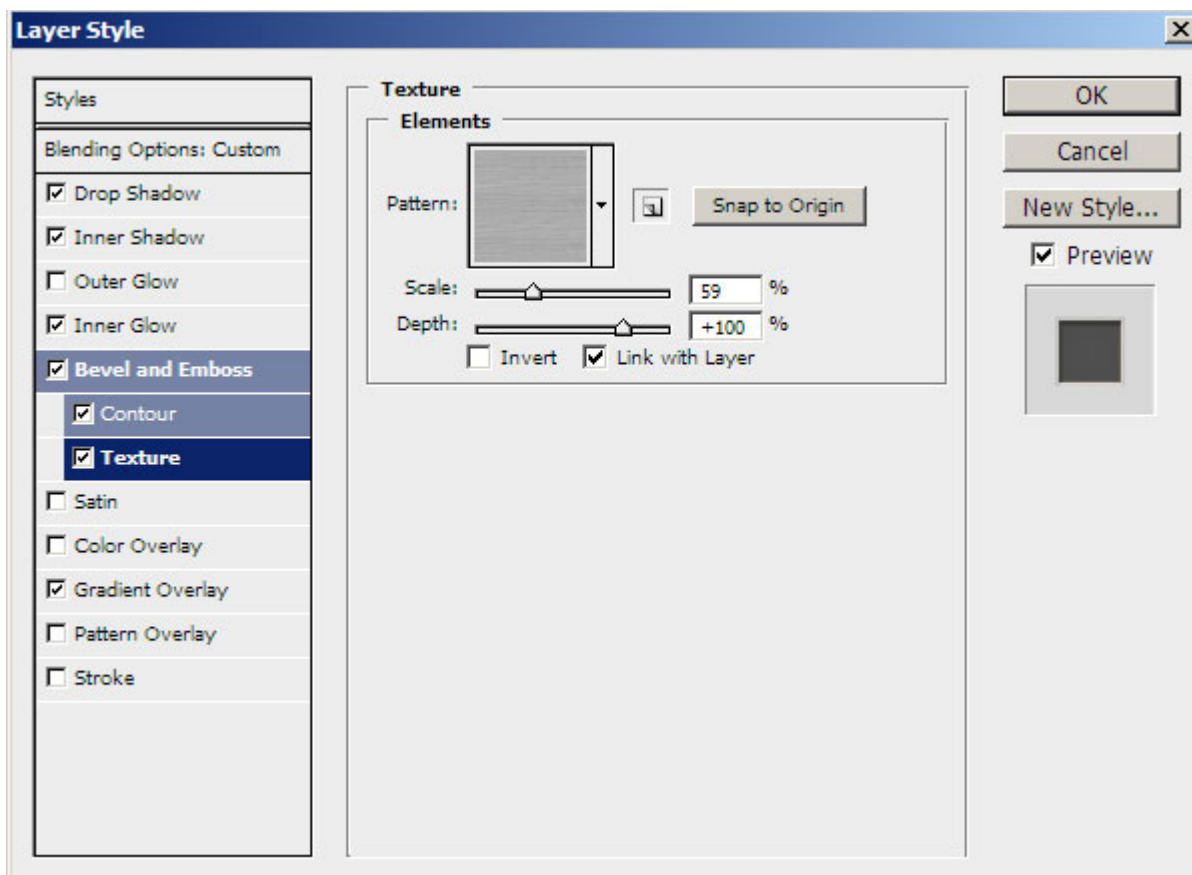 Layer Style
Styles
Blending Options: Custom
Drop Shadow
Inner Shadow
Outer Glow
Inner Glow
Bevel and Emboss
Contour
Texture
Satin
Color Overlay
Gradient Overlay
Pattern Overlay
Stroke
Texture
Elements
Pattern:
Snap to Origin
Scale: 59 %
Depth: +100 %
Invert Link with Layer
OK
Cancel
New Style...
Preview